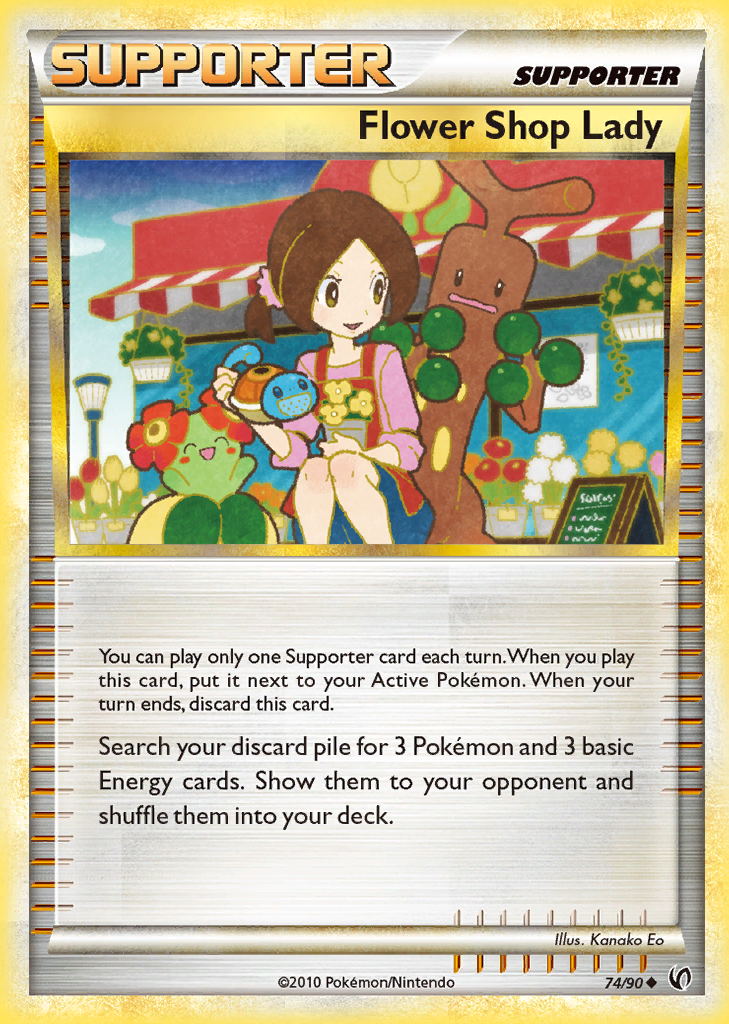 SUPPORTER
SUPPORTER
Flower Shop Lady
You can play only one Supporter card each turn. When you play
this card, put it next to your Active Pokémon. When your
turn ends, discard this card.
Search your discard pile for 3 Pokémon and 3 basic
Energy cards. Show them to your opponent and
shuffle them into your deck.
Illus. Kanako Eo
©2010 Pokémon/Nintendo
74/90